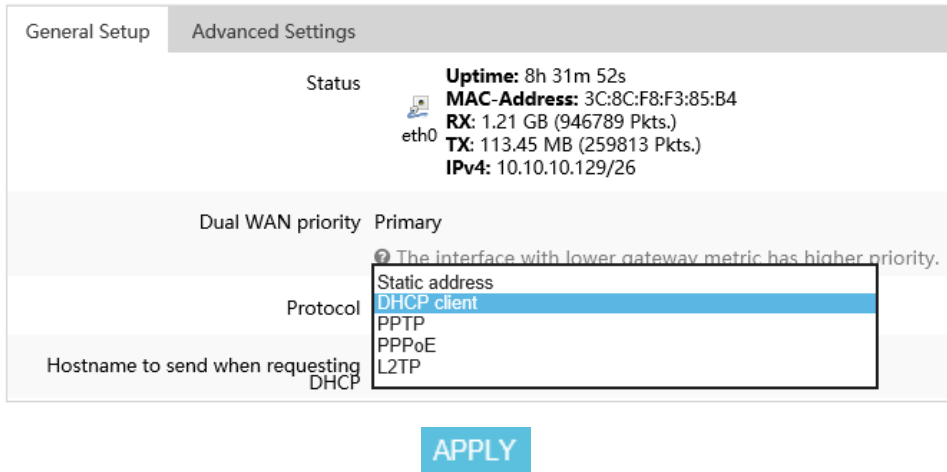 General Setup
Advanced Settings
Status
eth0
Uptime: 8h 31m 52s
MAC-Address: 3C:8C:F8:F3:85:B4
RX: 1.21 GB (946789 Pkts.)
TX: 113.45 MB (259813 Pkts.)
IPv4: 10.10.10.129/26
Dual WAN priority
Primary
The interface with lower gateway metric has higher priority.
Protocol
Static address
DHCP client
PPTP
PPPoE
L2TP
Hostname to send when requesting
DHCP
APPLY